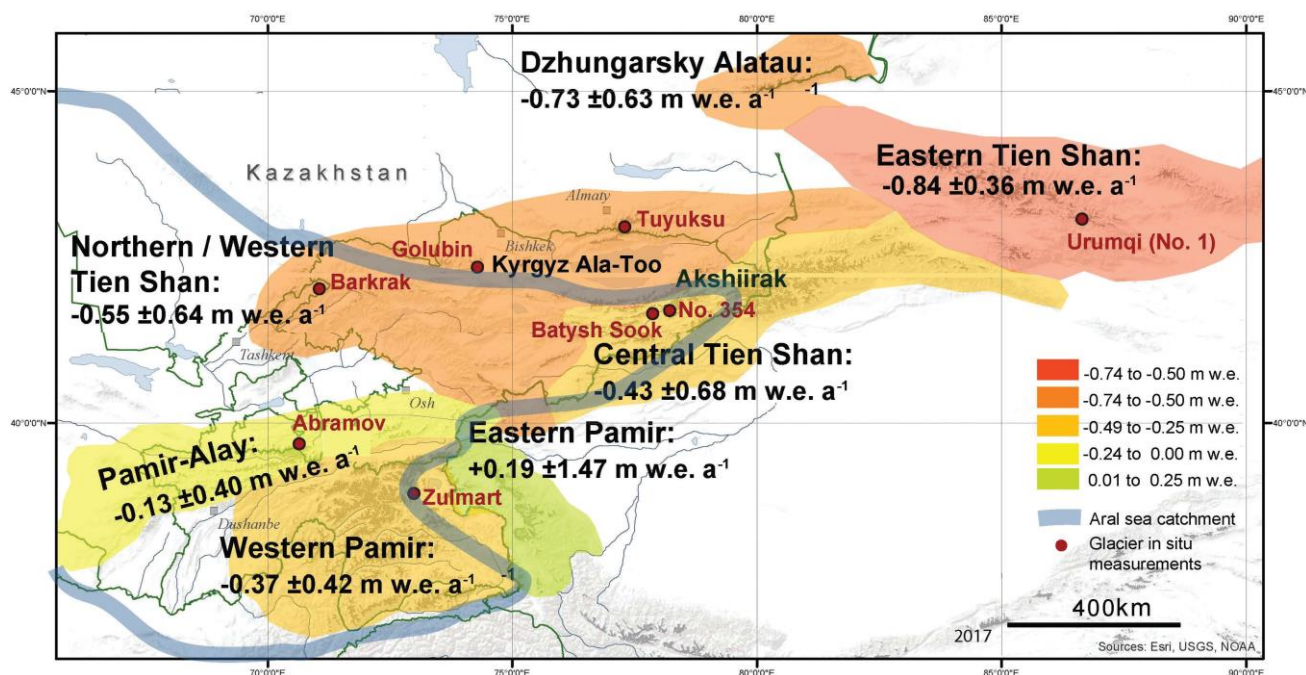 70°0'0"E
75°0'0"E
80°0'0"E
85°0'0"E
90°0'0"E
Dzhungarsky Alatau:
-0.73 ±0.63 m w.e. a⁻¹ ⁻¹
45°0'0"N
45°0'0"N
Kazakhstan
Eastern Tien Shan:
-0.84 ±0.36 m w.e. a⁻¹
Almaty
Tuyuksu
Urumqi (No. 1)
Northern / Western
Tien Shan:
-0.55 ±0.64 m w.e. a⁻¹
Golubin
Bishkek
Kyrgyz Ala-Too
Barkrak
Akshiirak
No. 354
Batysh Sook
Tashkent
Central Tien Shan:
-0.43 ±0.68 m w.e. a⁻¹
Osh
40°0'0"N
40°0'0"N
Abramov
Pamir-Alay:
-0.13 ±0.40 m w.e. a⁻¹
Eastern Pamir:
+0.19 ±1.47 m w.e. a⁻¹
Zulmart
Dushanbe
Western Pamir:
-0.37 ±0.42 m w.e. a⁻¹ ⁻¹
-0.74 to -0.50 m w.e.
-0.74 to -0.50 m w.e.
-0.49 to -0.25 m w.e.
-0.24 to 0.00 m w.e.
0.01 to 0.25 m w.e.
Aral sea catchment
Glacier in situ
measurements
400km
2017
Sources: Esri, USGS, NOAA
70°0'0"E
75°0'0"E
80°0'0"E
85°0'0"E
90°0'0"E